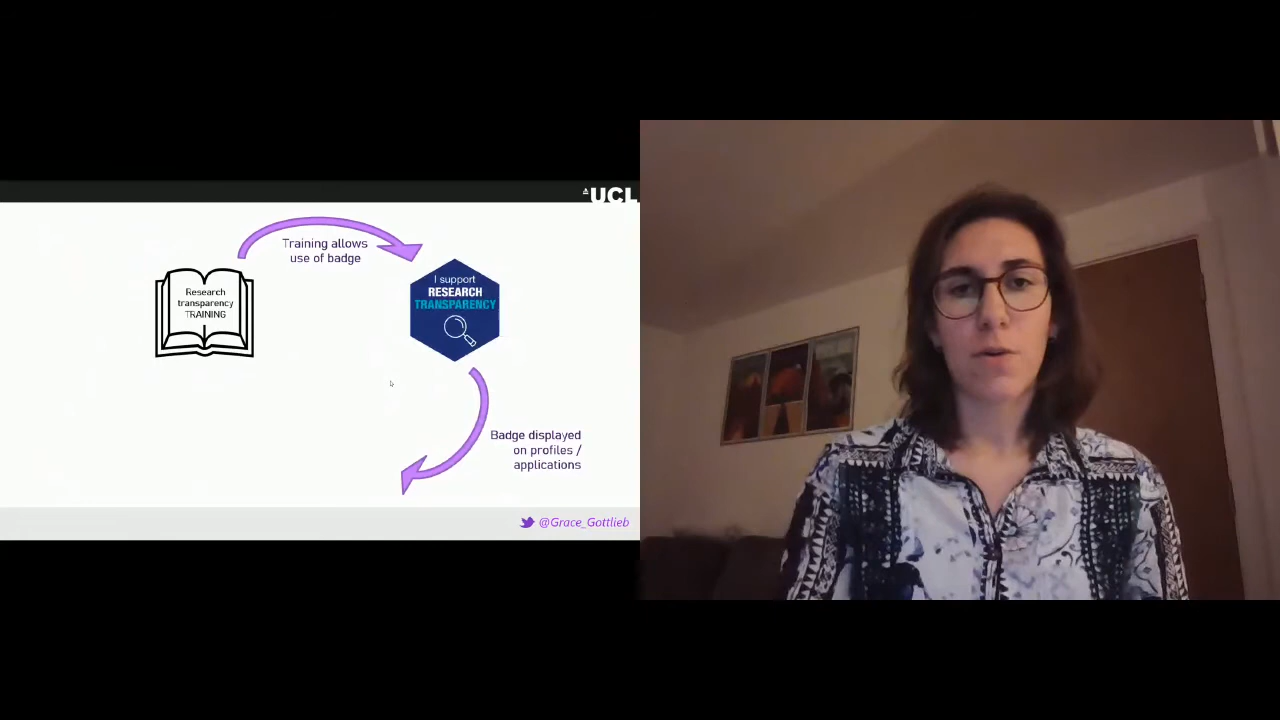 UCL
Training allows
use of badge
Research
transparency
TRAINING
I support
RESEARCH
TRANSPARENCY
Badge displayed
on profiles /
applications
@Grace_Gottlieb